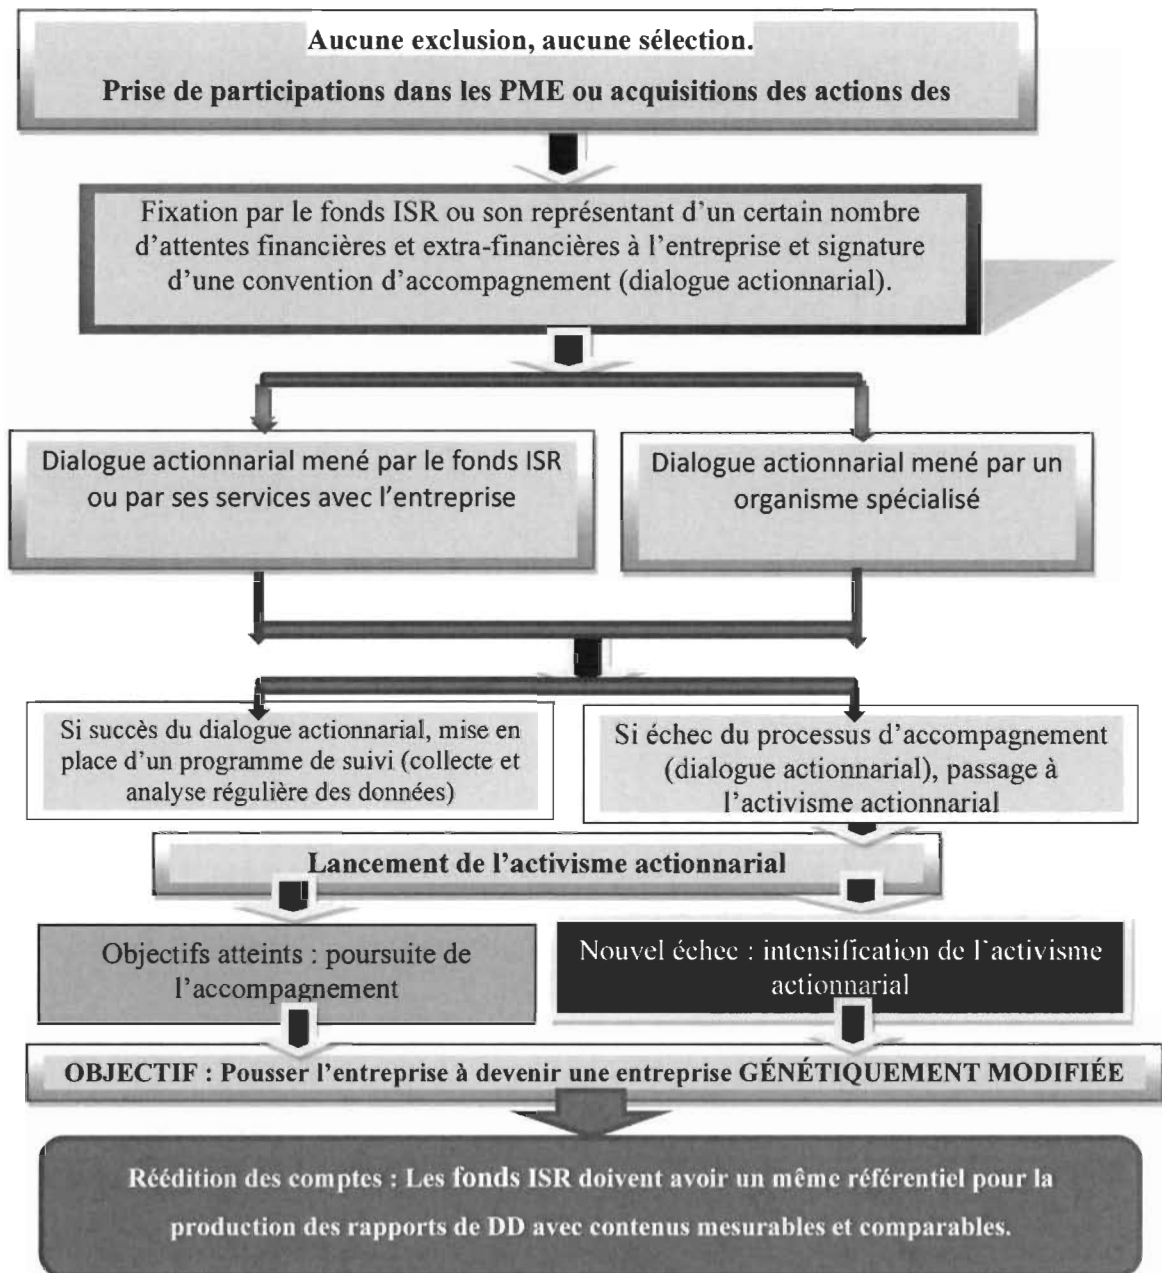 Aucune exclusion, aucune sélection.
Prise de participations dans les PME ou acquisitions des actions des
Fixation par le fonds ISR ou son représentant d'un certain nombre
d'attentes financières et extra-financières à l'entreprise et signature
d'une convention d'accompagnement (dialogue actionnarial).
Dialogue actionnarial mené par le fonds ISR
ou par ses services avec l'entreprise
Dialogue actionnarial mené par un
organisme spécialisé
Si succès du dialogue actionnarial, mise en
place d'un programme de suivi (collecte et
analyse régulière des données)
Si échec du processus d'accompagnement
(dialogue actionnarial), passage à
l'activisme actionnarial
Lancement de l'activisme actionnarial
Objectifs atteints : poursuite de
l'accompagnement
Nouvel échec : intensification de l'activisme
actionnarial
OBJECTIF : Pousser l'entreprise à devenir une entreprise GÉNÉTIQUEMENT MODIFIÉE
Réédition des comptes : Les fonds ISR doivent avoir un même référentiel pour la
production des rapports de DD avec contenus mesurables et comparables.